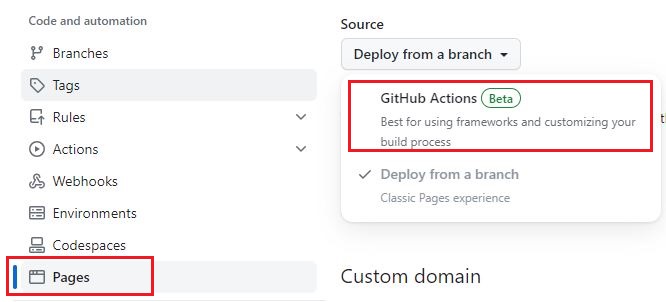 Code and automation
Branches
Tags
Rules
Actions
Webhooks
Environments
Codespaces
Pages
Source
Deploy from a branch
GitHub Actions Beta
Best for using frameworks and customizing your
build process
Deploy from a branch
Classic Pages experience
Custom domain